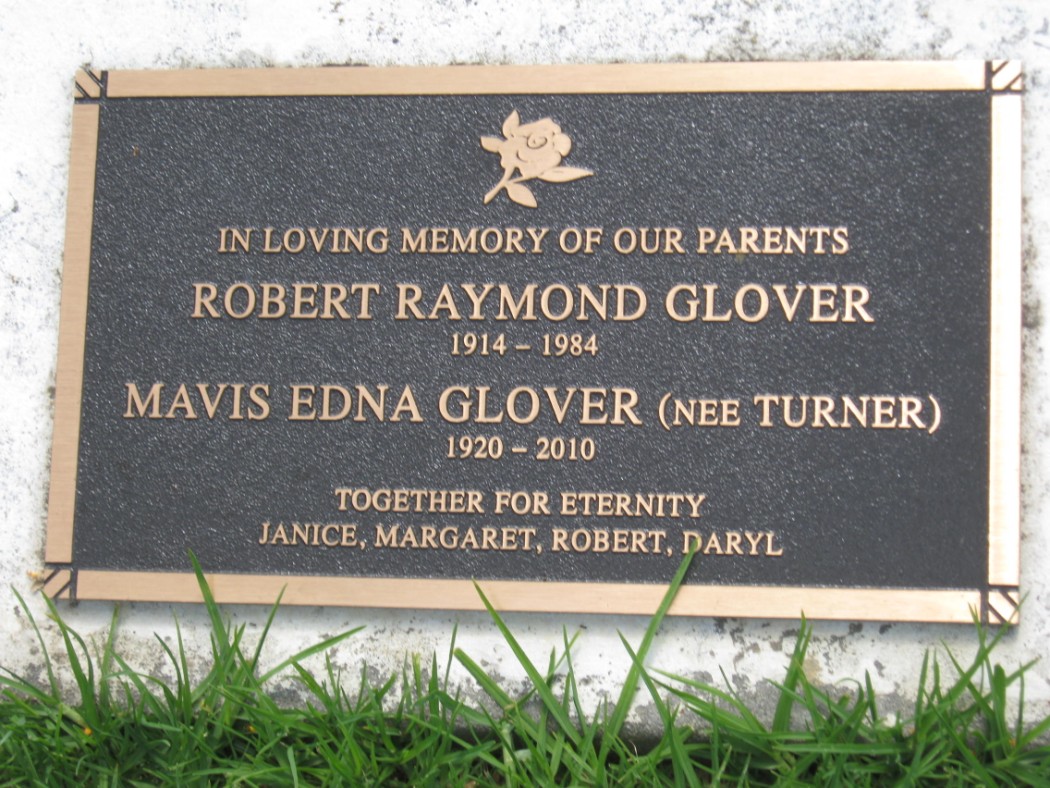 IN LOVING MEMORY OF OUR PARENTS
ROBERT RAYMOND GLOVER
1914 – 1984
MAVIS EDNA GLOVER (NEE TURNER)
1920 – 2010
TOGETHER FOR ETERNITY
JANICE, MARGARET, ROBERT, DARYL